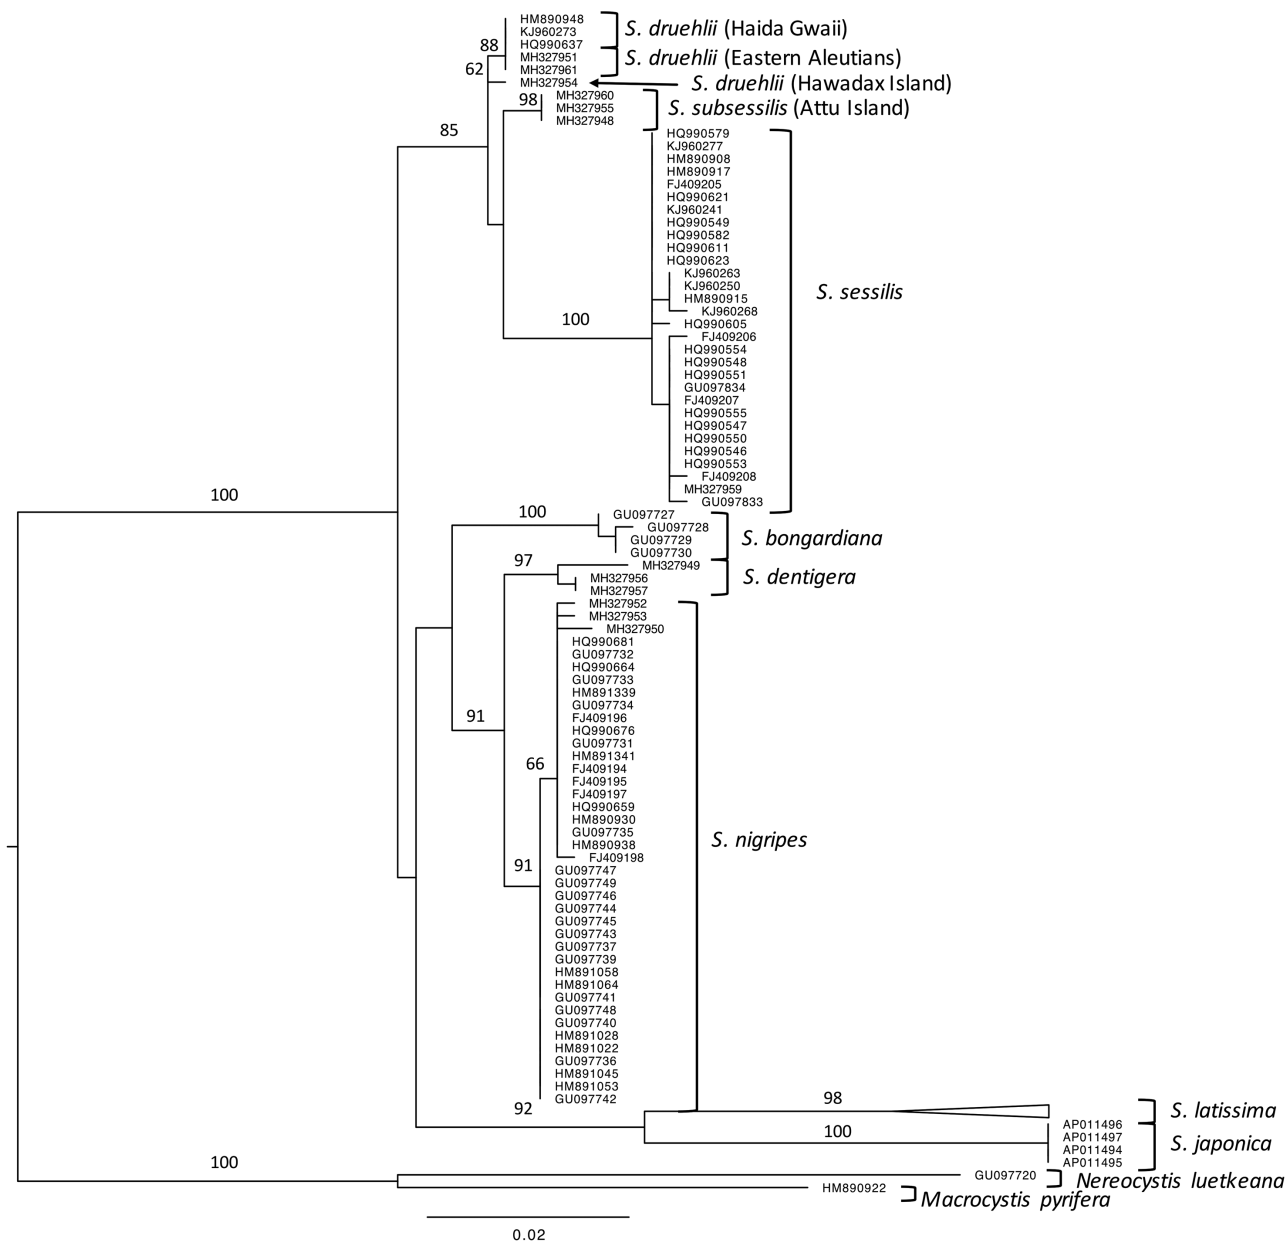 HM890948
KJ960273
HQ990637
S. druehlii (Haida Gwaii)
88
MH327951
MH327961
S. druehlii (Eastern Aleutians)
62
MH327954
S. druehlii (Hawadax Island)
98
MH327960
MH327955
MH327948
S. subsessilis (Attu Island)
85
HQ990579
KJ960277
HM890908
HM890917
FJ409205
HQ990621
KJ960241
HQ990549
HQ990582
HQ990611
HQ990623
KJ960263
KJ960250
HM890915
KJ960268
HQ990605
FJ409206
HQ990554
HQ990548
HQ990551
GU097834
FJ409207
HQ990555
HQ990547
HQ990550
HQ990546
HQ990553
FJ409208
MH327959
GU097833
S. sessilis
100
100
100
GU097727
GU097728
GU097729
GU097730
S. bongardiana
97
MH327949
MH327956
MH327957
S. dentigera
MH327952
MH327953
MH327950
HQ990681
GU097732
HQ990664
GU097733
HM891339
GU097734
FJ409196
HQ990676
GU097731
HM891341
FJ409194
FJ409195
FJ409197
HQ990659
HM890930
GU097735
HM890938
FJ409198
GU097747
GU097749
GU097746
GU097744
GU097745
GU097743
GU097737
GU097739
HM891058
HM891064
GU097741
GU097748
GU097740
HM891028
HM891022
GU097736
HM891045
HM891053
GU097742
S. nigripes
91
66
91
92
98
S. latissima
100
AP011496
AP011497
AP011494
AP011495
S. japonica
100
GU097720
Nereocystis luetkeana
HM890922
Macrocystis pyrifera
0.02